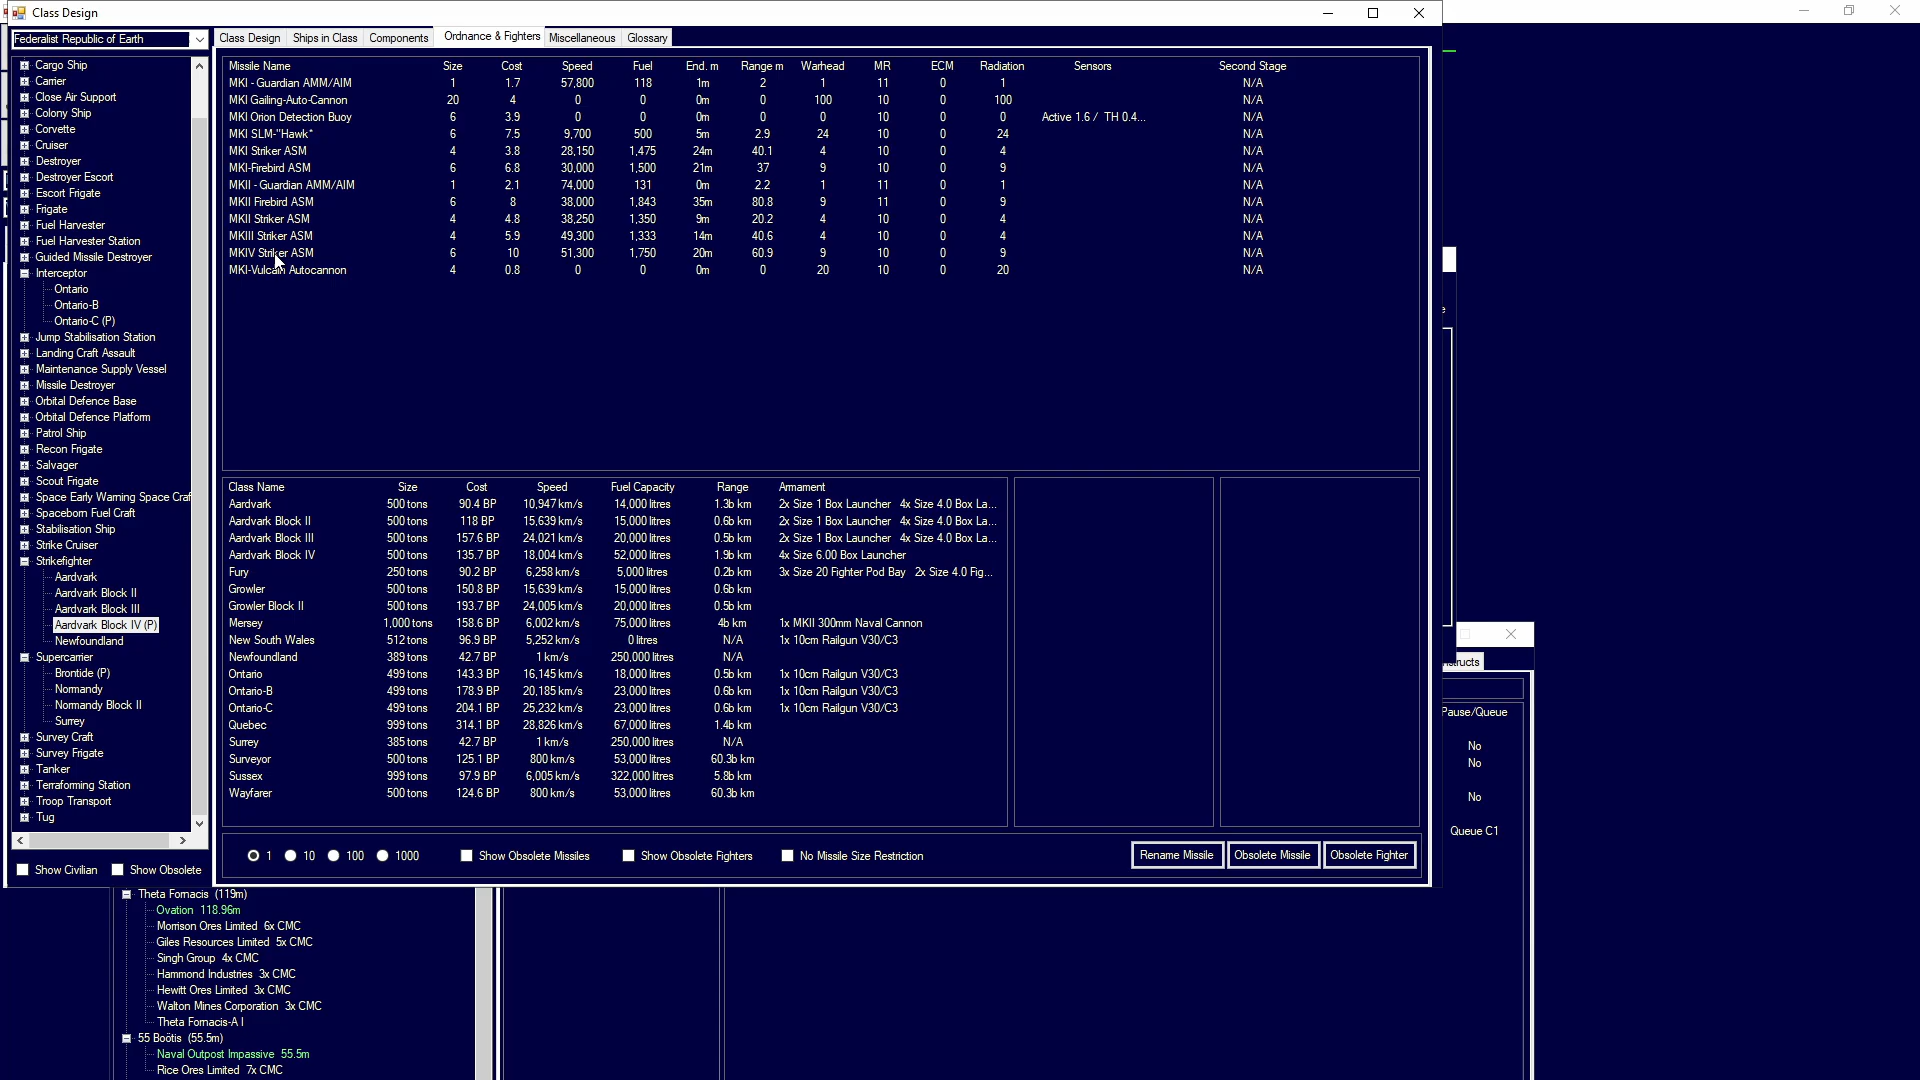 Class Design
Federalist Republic of Earth
Class Design Ships in Class Components Ordnance & Fighters Miscellaneous Glossary
Cargo Ship
Carrier
Close Air Support
Colony Ship
Corvette
Cruiser
Destroyer
Destroyer Escort
Escort Frigate
Frigate
Fuel Harvester
Fuel Harvester Station
Guided Missile Destroyer
Interceptor
Ontario
Ontario-B
Ontario-C (P)
Jump Stabilisation Station
Landing Craft Assault
Maintenance Supply Vessel
Missile Destroyer
Orbital Defence Base
Orbital Defence Platform
Patrol Ship
Recon Frigate
Salvager
Scout Frigate
Space Early Warning Space Craf
Spaceborn Fuel Craft
Stabilisation Ship
Strike Cruiser
Strikefighter
Aardvark
Aardvark Block II
Aardvark Block III
Aardvark Block IV (P)
Newfoundland
Supercarrier
Brontide (P)
Normandy
Normandy Block II
Surrey
Survey Craft
Survey Frigate
Tanker
Terraforming Station
Troop Transport
Tug
Show Civilian Show Obsolete
Missile Name Size Cost Speed Fuel End. m Range m Warhead MR ECM Radiation Sensors Second Stage
MKI - Guardian AMM/AIM 1 1.7 57,800 118 1m 2 1 11 0 1 N/A
MKI Gailing-Auto-Cannon 20 4 0 0 0m 0 100 10 0 100 N/A
MKI Orion Detection Buoy 6 3.9 0 0 0m 0 0 10 0 0 Active 1.6 / TH 0.4... N/A
MKI SLM-"Hawk" 6 7.5 9,700 500 5m 2.9 24 10 0 24 N/A
MKI Striker ASM 4 3.8 28,150 1,475 24m 40.1 4 10 0 4 N/A
MKI-Firebird ASM 6 6.8 30,000 1,500 21m 37 9 10 0 9 N/A
MKII - Guardian AMM/AIM 1 2.1 74,000 131 0m 2.2 1 11 0 1 N/A
MKII Firebird ASM 6 8 38,000 1,843 35m 80.8 9 11 0 9 N/A
MKII Striker ASM 4 4.8 38,250 1,350 9m 20.2 4 10 0 4 N/A
MKIII Striker ASM 4 5.9 49,300 1,333 14m 40.6 4 10 0 4 N/A
MKIV Striker ASM 6 10 51,300 1,750 20m 60.9 9 10 0 9 N/A
MKI-Vulcan Autocannon 4 0.8 0 0 0m 0 20 10 0 20 N/A
Class Name Size Cost Speed Fuel Capacity Range Armament
Aardvark 500 tons 90.4 BP 10,947 km/s 14,000 litres 1.3b km 2x Size 1 Box Launcher 4x Size 4.0 Box La...
Aardvark Block II 500 tons 118 BP 15,639 km/s 15,000 litres 0.6b km 2x Size 1 Box Launcher 4x Size 4.0 Box La...
Aardvark Block III 500 tons 157.6 BP 24,021 km/s 20,000 litres 0.5b km 2x Size 1 Box Launcher 4x Size 4.0 Box La...
Aardvark Block IV 500 tons 135.7 BP 18,004 km/s 52,000 litres 1.9b km 4x Size 6.00 Box Launcher
Fury 250 tons 90.2 BP 6,258 km/s 5,000 litres 0.2b km 3x Size 20 Fighter Pod Bay 2x Size 4.0 Fig...
Growler 500 tons 150.8 BP 15,639 km/s 15,000 litres 0.6b km
Growler Block II 500 tons 193.7 BP 24,005 km/s 20,000 litres 0.5b km
Mersey 1,000 tons 158.6 BP 6,002 km/s 75,000 litres 4b km 1x MKII 300mm Naval Cannon
New South Wales 512 tons 96.9 BP 5,252 km/s 0 litres N/A 1x 10cm Railgun V30/C3
Newfoundland 389 tons 42.7 BP 1 km/s 250,000 litres N/A
Ontario 499 tons 143.3 BP 16,145 km/s 18,000 litres 0.5b km 1x 10cm Railgun V30/C3
Ontario-B 499 tons 178.9 BP 20,185 km/s 23,000 litres 0.6b km 1x 10cm Railgun V30/C3
Ontario-C 499 tons 204.1 BP 25,232 km/s 23,000 litres 0.6b km 1x 10cm Railgun V30/C3
Quebec 999 tons 314.1 BP 28,826 km/s 67,000 litres 1.4b km
Surrey 385 tons 42.7 BP 1 km/s 250,000 litres N/A
Surveyor 500 tons 125.1 BP 800 km/s 53,000 litres 60.3b km
Sussex 999 tons 97.9 BP 6,005 km/s 322,000 litres 5.8b km
Wayfarer 500 tons 124.6 BP 800 km/s 53,000 litres 60.3b km
1 10 100 1000 Show Obsolete Missiles Show Obsolete Fighters No Missile Size Restriction Rename Missile Obsolete Missile Obsolete Fighter
Pause/Queue
No
No
No
Queue C1
Theta Fornacis (119m)
Ovation 118.96m
Morrison Ores Limited 6x CMC
Giles Resources Limited 5x CMC
Singh Group 4x CMC
Hammond Industries 3x CMC
Hewitt Ores Limited 3x CMC
Walton Mines Corporation 3x CMC
Theta Fornacis-A I
55 Boötis (55.5m)
Naval Outpost Impassive 55.5m
Rice Ores Limited 7x CMC